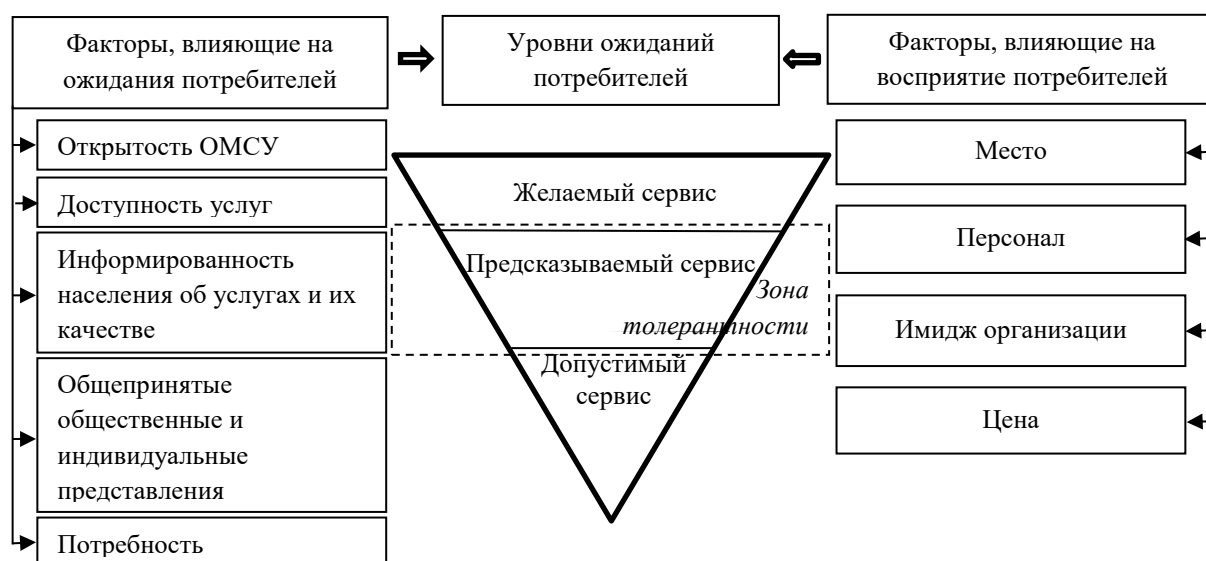 Факторы, влияющие на
ожидания потребителей
Уровни ожиданий
потребителей
Факторы, влияющие на
восприятие потребителей
Открытость ОМСУ
Доступность услуг
Информированность
населения об услугах и их
качестве
Общепринятые
общественные и
индивидуальные
представления
Потребность
Желаемый сервис
Предсказываемый сервис
Зона
толерантности
Допустимый
сервис
Место
Персонал
Имидж организации
Цена